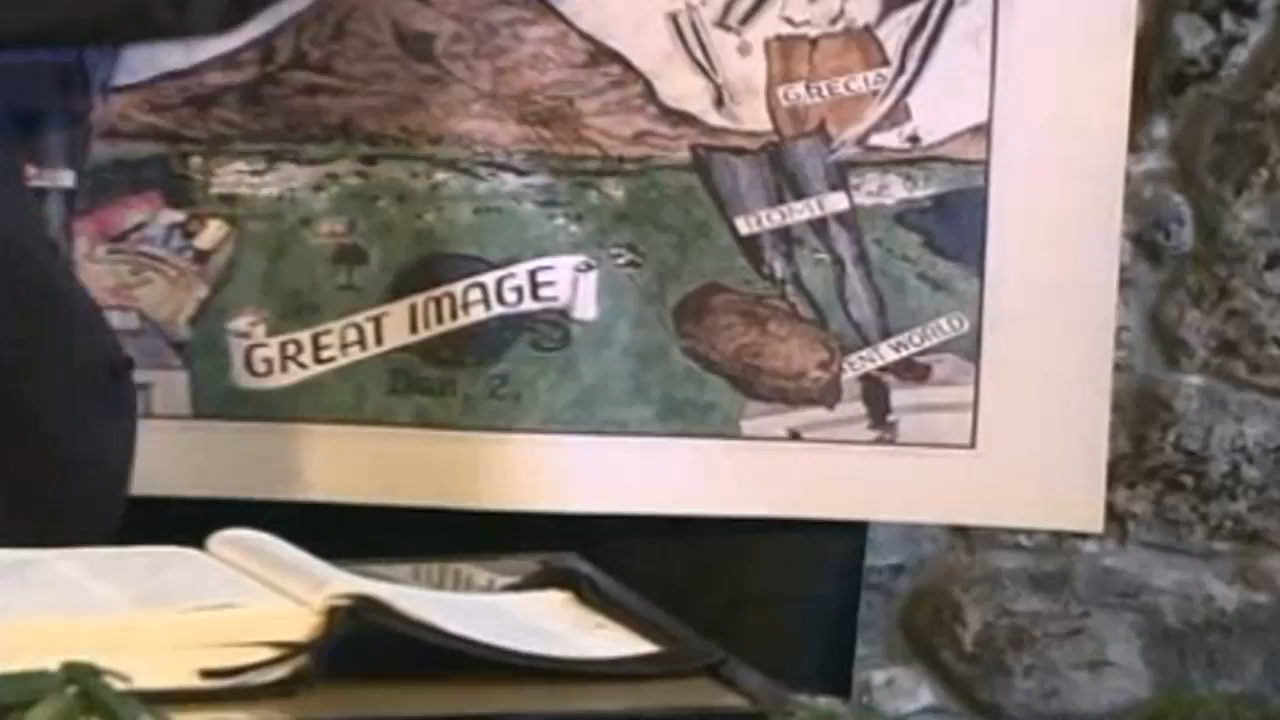 GRECIA
ROME
GREAT IMAGE
ENT WORLD
Dan. 2.